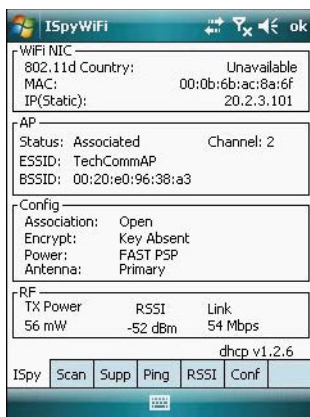 ISpyWiFi ok
WiFi NIC
802.11d Country: Unavailable
MAC: 00:0b:6b:ac:8a:6f
IP(Static): 20.2.3.101
AP
Status: Associated Channel: 2
ESSID: TechCommAP
BSSID: 00:20:e0:96:38:a3
Config
Association: Open
Encrypt: Key Absent
Power: FAST PSP
Antenna: Primary
RF
TX Power RSSI Link
56 mW -52 dBm 54 Mbps
dhcp v1.2.6
ISpy Scan Supp Ping RSSI Conf